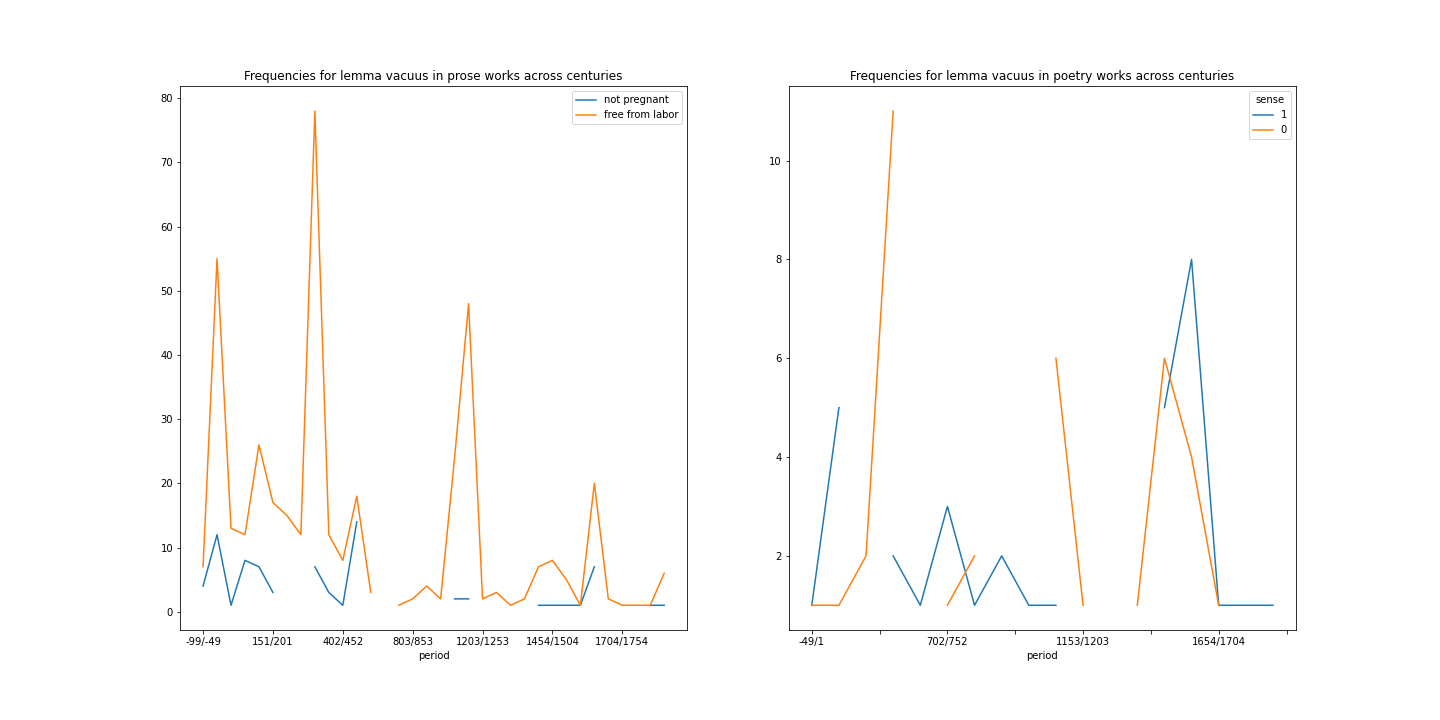 Frequencies for lemma vacuus in prose works across centuries
not pregnant
free from labor
80
70
60
50
40
30
20
10
0
-99/-49 151/201 402/452 803/853 1203/1253 1454/1504 1704/1754
period
Frequencies for lemma vacuus in poetry works across centuries
sense
1
0
10
8
6
4
2
-49/1 702/752 1153/1203 1654/1704
period